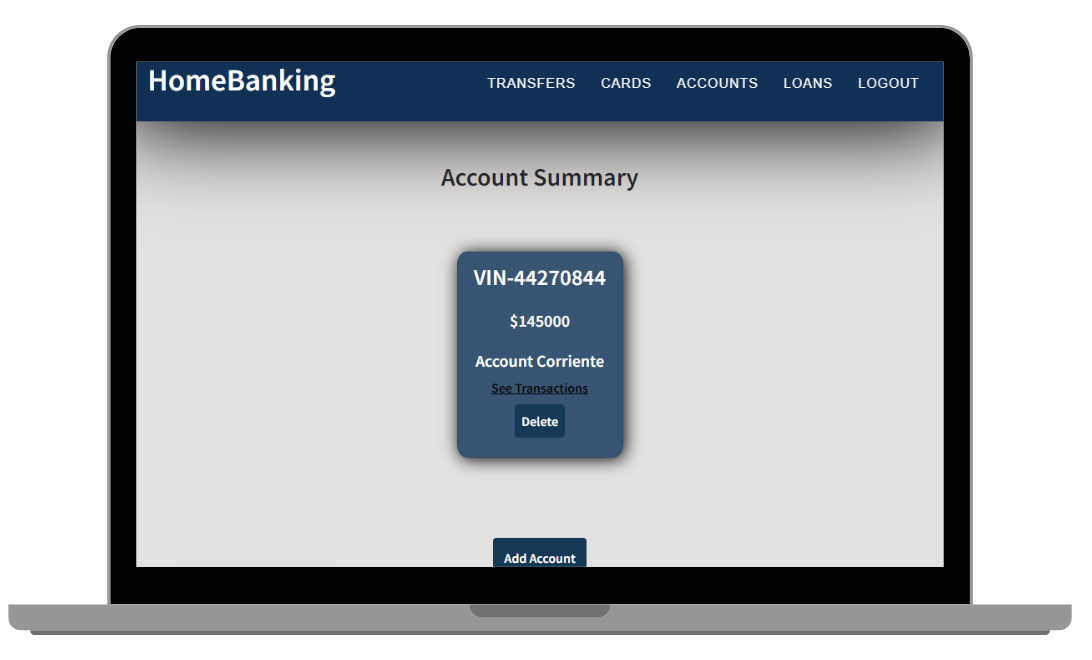 HomeBanking
TRANSFERS CARDS ACCOUNTS LOANS LOGOUT
Account Summary
VIN-44270844
$145000
Account Corriente
See Transactions
Delete
Add Account